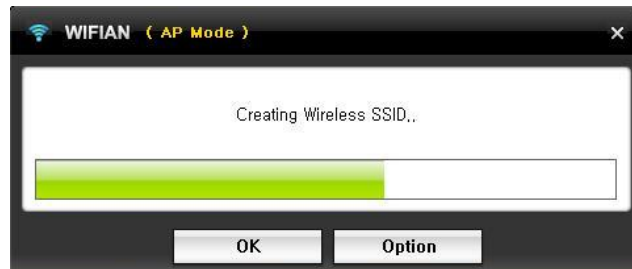 WIFIAN ( AP Mode )
Creating Wireless SSID..
OK Option